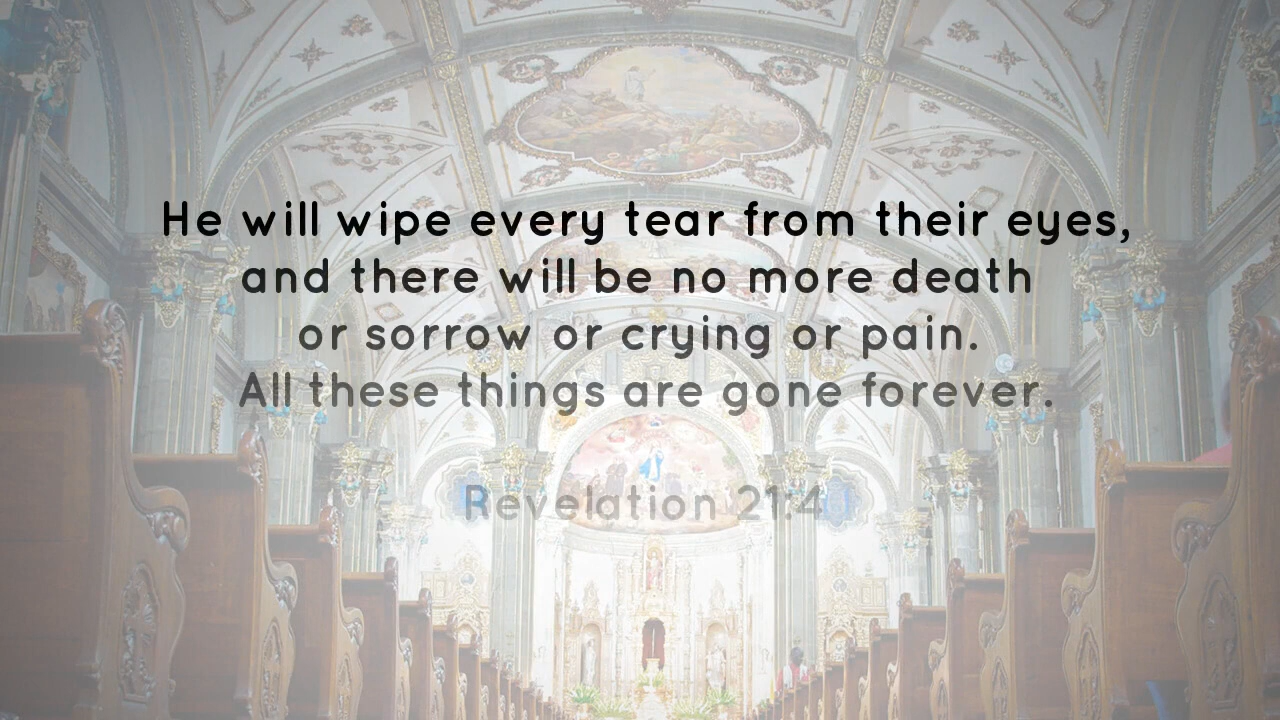 He will wipe every tear from their eyes,
and there will be no more death
or sorrow or crying or pain.
All these things are gone forever.
Revelation 21:4